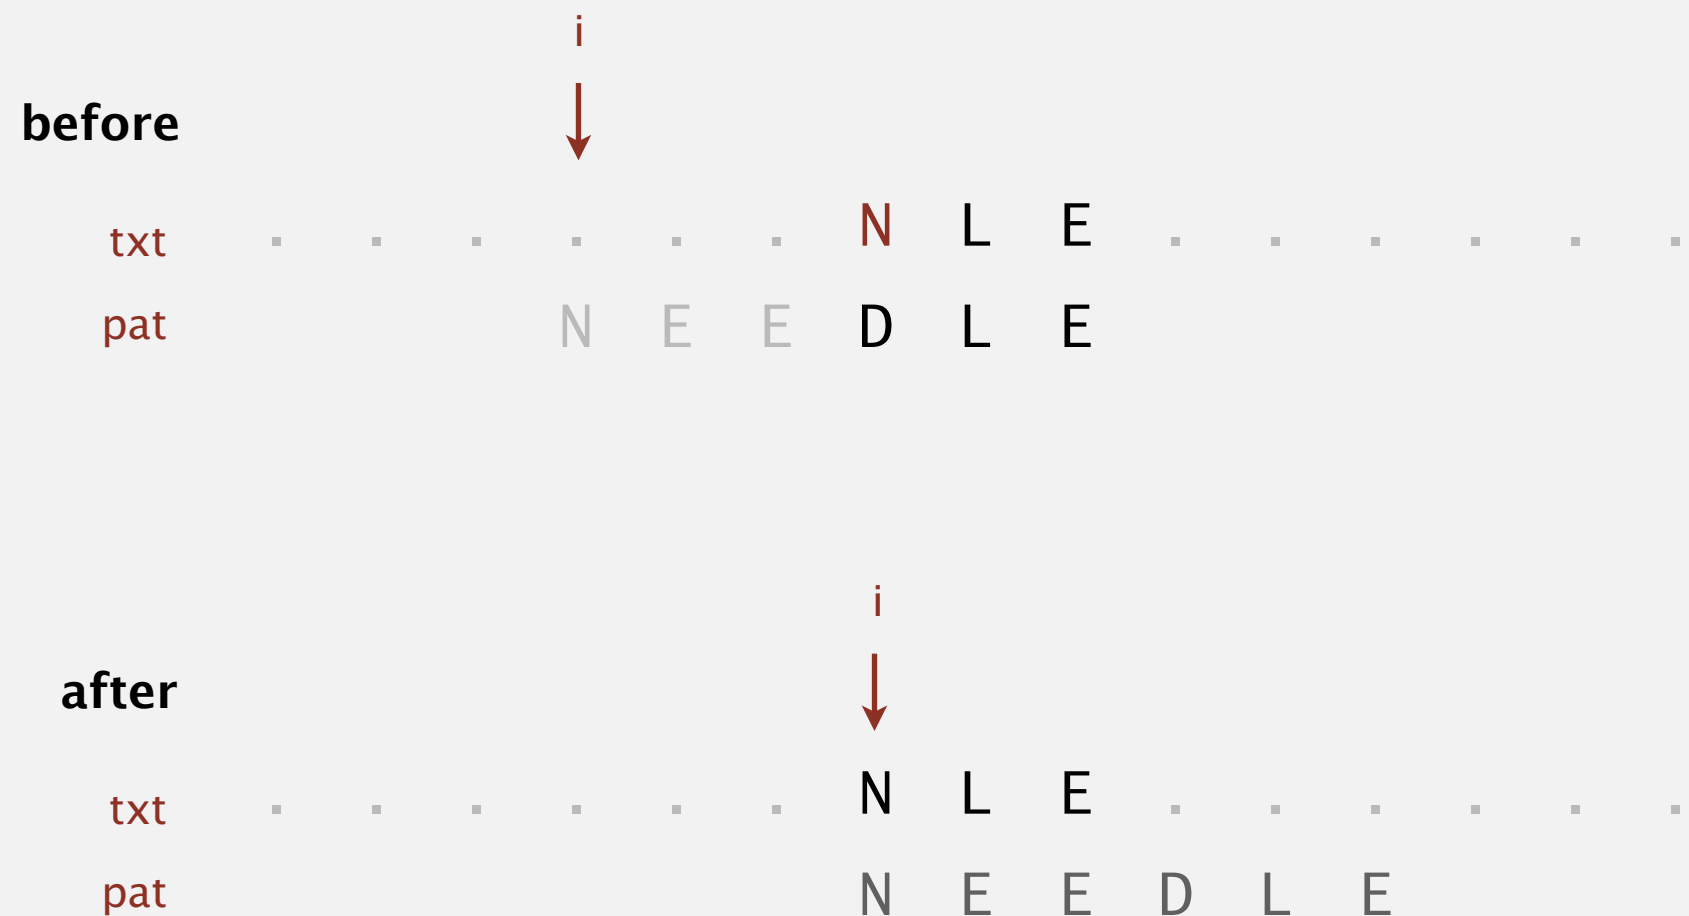 i
before
txt . . . . . . N L E . . . . . .
pat N E E D L E
i
after
txt . . . . . . N L E . . . . . .
pat N E E D L E